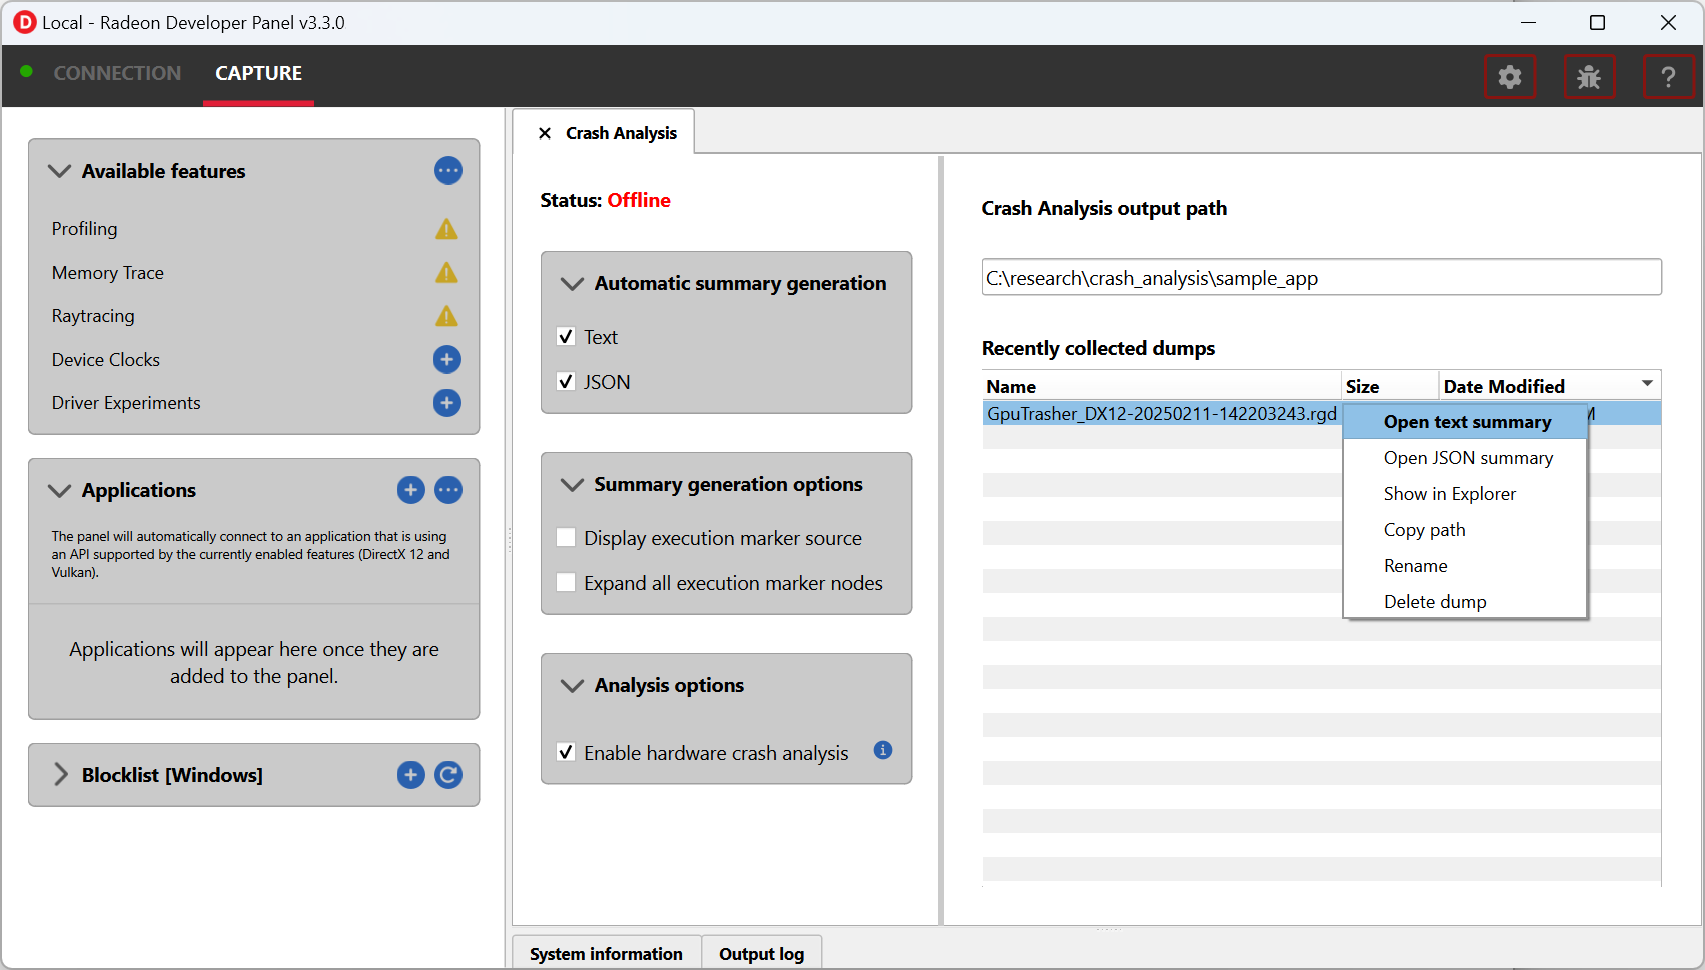 Local - Radeon Developer Panel v3.3.0
CONNECTION
CAPTURE
Available features
Profiling
Memory Trace
Raytracing
Device Clocks
Driver Experiments
Applications
The panel will automatically connect to an application that is using
an API supported by the currently enabled features (DirectX 12 and
Vulkan).
Applications will appear here once they are
added to the panel.
Blocklist [Windows]
Crash Analysis
Status: Offline
Automatic summary generation
Text
JSON
Summary generation options
Display execution marker source
Expand all execution marker nodes
Analysis options
Enable hardware crash analysis
Crash Analysis output path
C:\research\crash_analysis\sample_app
Recently collected dumps
Name Size Date Modified
GpuTrasher_DX12-20250211-142203243.rgd
Open text summary
Open JSON summary
Show in Explorer
Copy path
Rename
Delete dump
System information
Output log